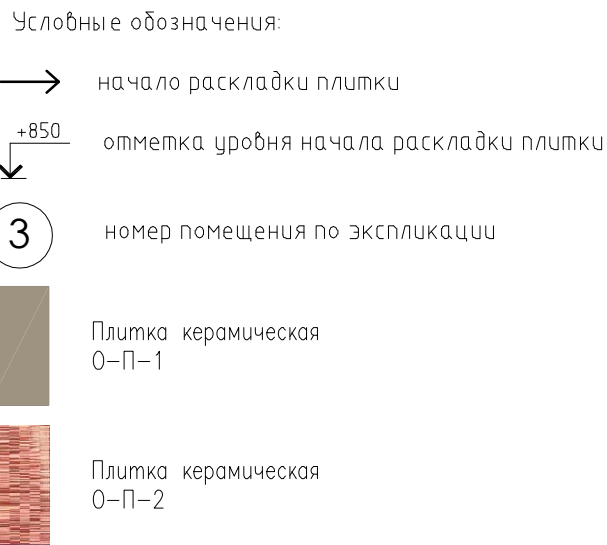 Условные обозначения:
начало раскладки плитки
+850
отметка уровня начала раскладки плитки
3
номер помещения по экспликации
Плитка керамическая
О-П-1
Плитка керамическая
О-П-2